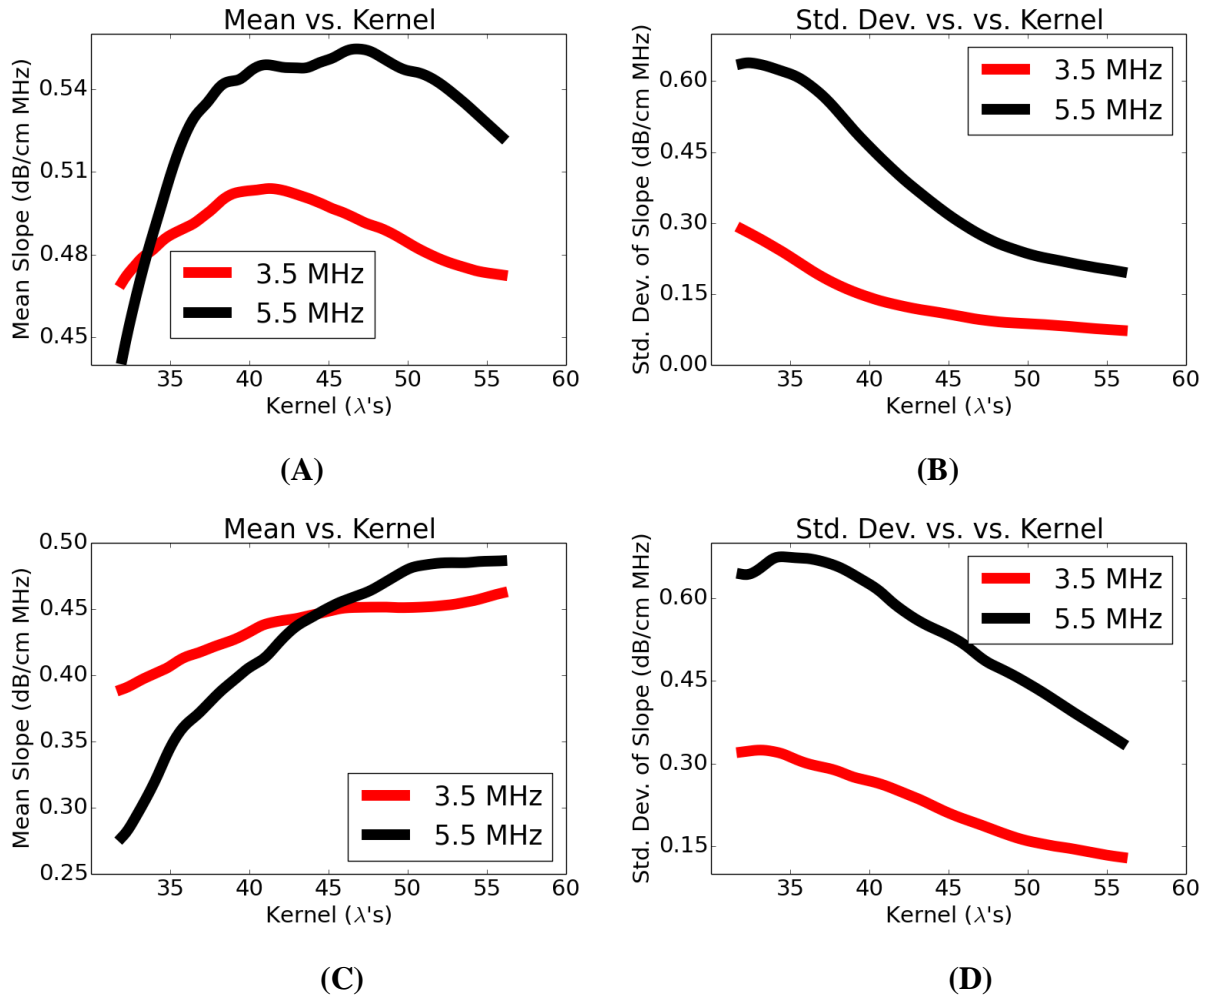 Mean vs. Kernel
Mean Slope (dB/cm MHz)
0.54
0.51
0.48
0.45
3.5 MHz
5.5 MHz
35 40 45 50 55 60
Kernel (λ's)
(A)
Std. Dev. vs. vs. Kernel
Std. Dev. of Slope (dB/cm MHz)
0.60
0.45
0.30
0.15
0.00
3.5 MHz
5.5 MHz
35 40 45 50 55 60
Kernel (λ's)
(B)
Mean vs. Kernel
Mean Slope (dB/cm MHz)
0.50
0.45
0.40
0.35
0.30
0.25
3.5 MHz
5.5 MHz
35 40 45 50 55 60
Kernel (λ's)
(C)
Std. Dev. vs. vs. Kernel
Std. Dev. of Slope (dB/cm MHz)
0.60
0.45
0.30
0.15
3.5 MHz
5.5 MHz
35 40 45 50 55 60
Kernel (λ's)
(D)